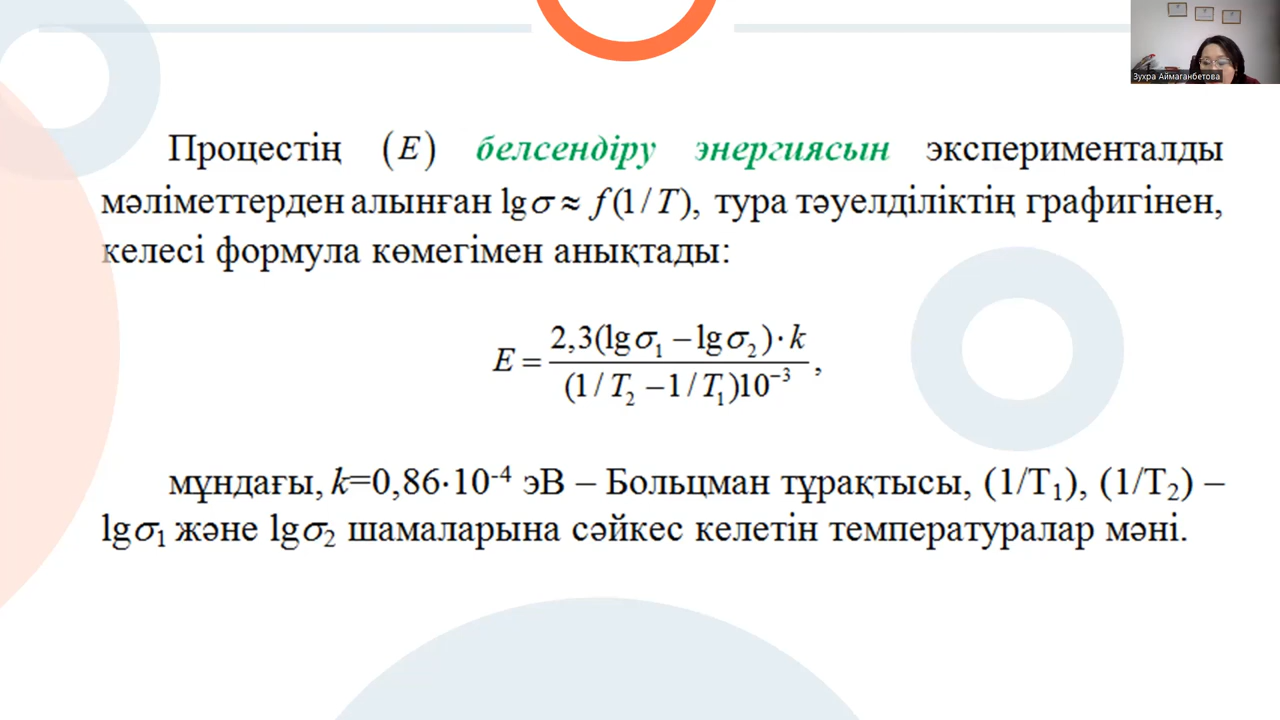 Зухра Аймаганбетова
Процестің (E) белсендіру энергиясын эксперименталды
мәліметтерден алынған lgσ ≈ f(1/T), тура тәуелділіктің графигінен,
келесі формула көмегімен анықтады:
E = 2,3(lgσ₁ – lgσ₂)·k / (1/T₂ – 1/T₁)10⁻³ ,
мұндағы, k=0,86·10⁻⁴ эВ – Больцман тұрақтысы, (1/T₁), (1/T₂) –
lgσ₁ және lgσ₂ шамаларына сәйкес келетін температуралар мәні.